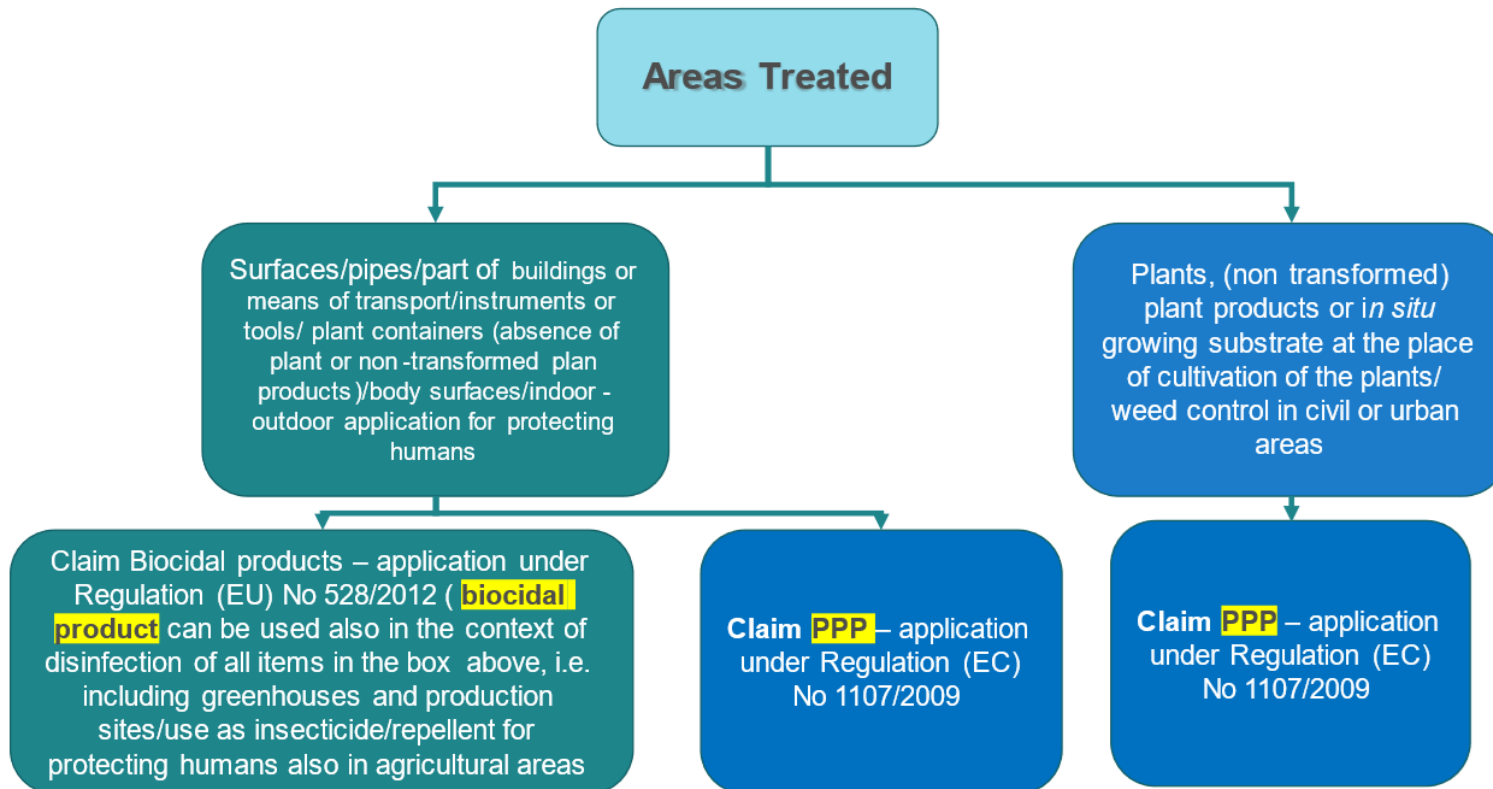 Areas Treated
Surfaces/pipes/part of buildings or
means of transport/instruments or
tools/ plant containers (absence of
plant or non -transformed plan
products)/body surfaces/indoor -
outdoor application for protecting
humans
Plants, (non transformed)
plant products or in situ
growing substrate at the place
of cultivation of the plants/
weed control in civil or urban
areas
Claim Biocidal products – application under
Regulation (EU) No 528/2012 ( biocidal
product can be used also in the context of
disinfection of all items in the box above, i.e.
including greenhouses and production
sites/use as insecticide/repellent for
protecting humans also in agricultural areas
Claim PPP – application
under Regulation (EC)
No 1107/2009
Claim PPP – application
under Regulation (EC)
No 1107/2009